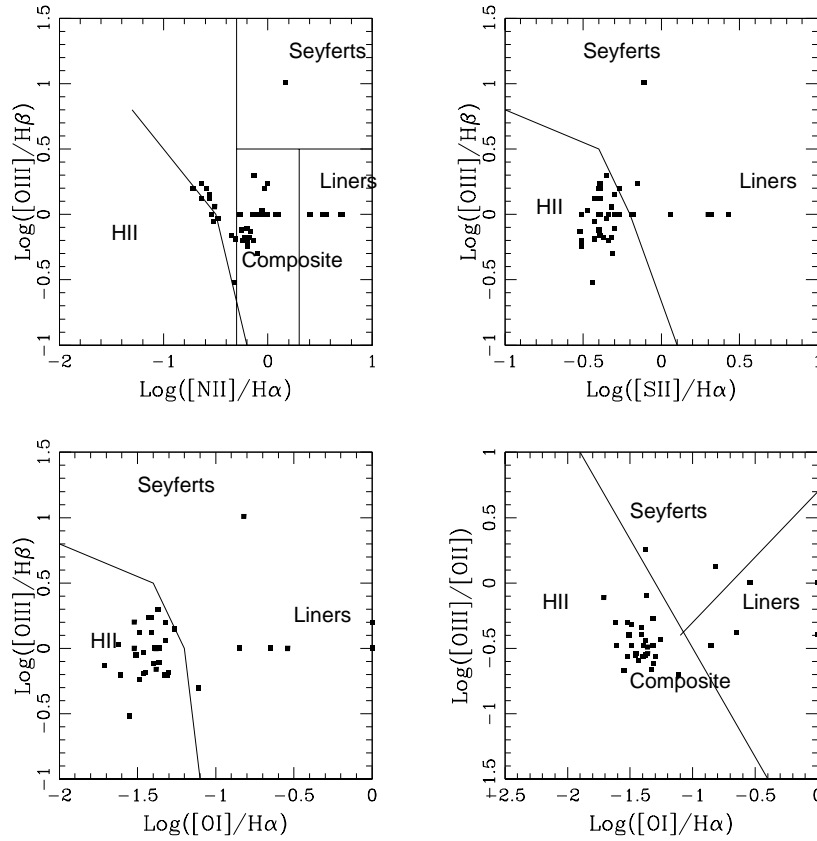 1.5
1
0.5
0
−0.5
−1
Log([OIII]/Hβ)
Seyferts
Liners
HII
Composite
−2
−1
0
1
Log([NII]/Hα)
1.5
1
0.5
0
−0.5
−1
Log([OIII]/Hβ)
Seyferts
Liners
HII
−1
−0.5
0
0.5
1
Log([SII]/Hα)
1.5
1
0.5
0
−0.5
−1
Log([OIII]/Hβ)
Seyferts
Liners
HII
−2
−1.5
−1
−0.5
0
Log([OI]/Hα)
1
0.5
0
−0.5
−1
Log([OIII]/[OII])
Seyferts
HII
Liners
Composite
−2
−1.5
−1
−0.5
0
Log([OI]/Hα)